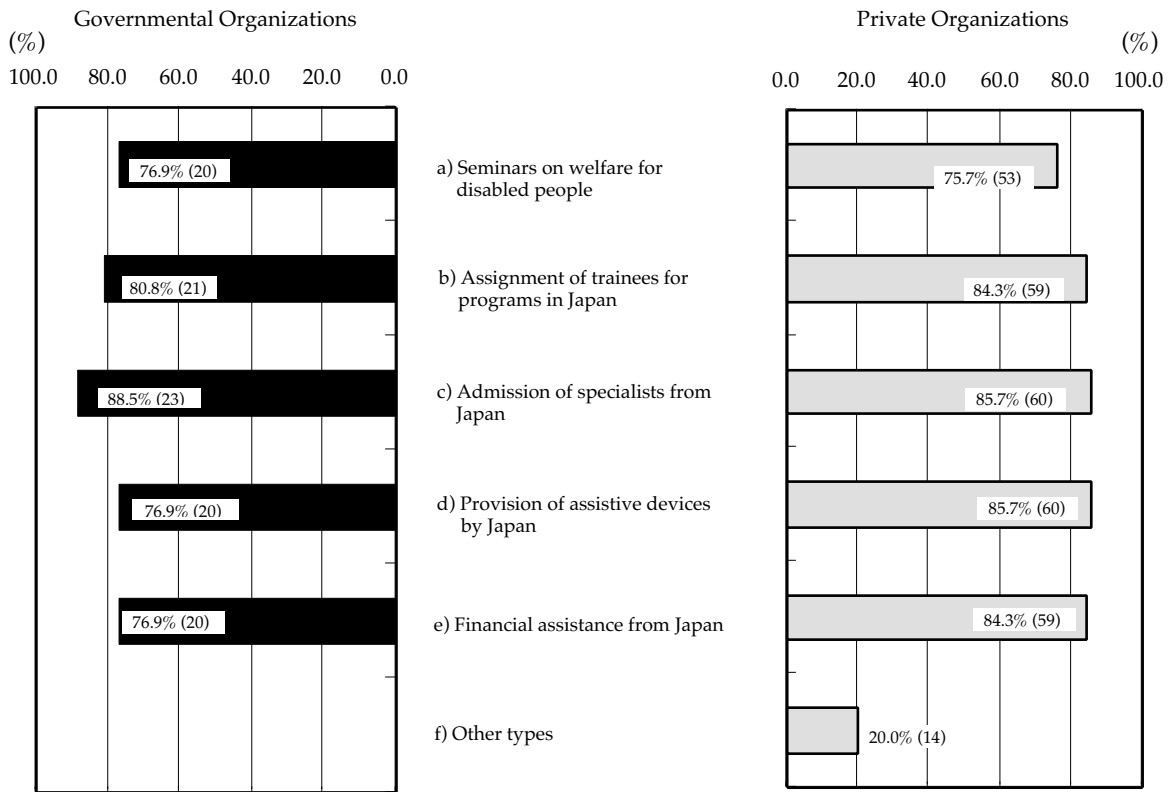 Governmental Organizations
Private Organizations
(%)
(%)
100.0 80.0 60.0 40.0 20.0 0.0
0.0 20.0 40.0 60.0 80.0 100.0
76.9% (20)
a) Seminars on welfare for
disabled people
75.7% (53)
80.8% (21)
b) Assignment of trainees for
programs in Japan
84.3% (59)
88.5% (23)
c) Admission of specialists from
Japan
85.7% (60)
76.9% (20)
d) Provision of assistive devices
by Japan
85.7% (60)
76.9% (20)
e) Financial assistance from Japan
84.3% (59)
f) Other types
20.0% (14)